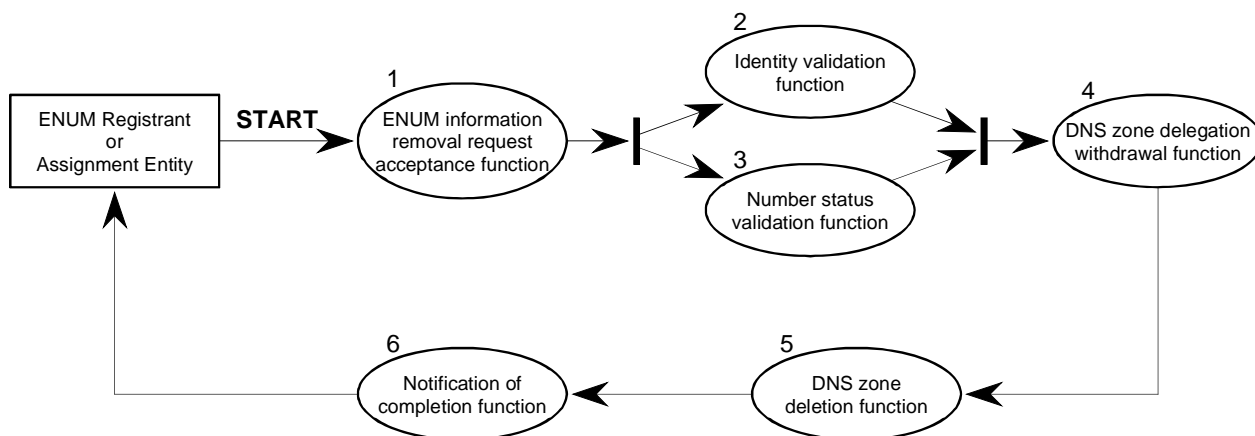 ENUM Registrant
or
Assignment Entity
START
1
ENUM information
removal request
acceptance function
2
Identity validation
function
3
Number status
validation function
4
DNS zone delegation
withdrawal function
5
DNS zone
deletion function
6
Notification of
completion function